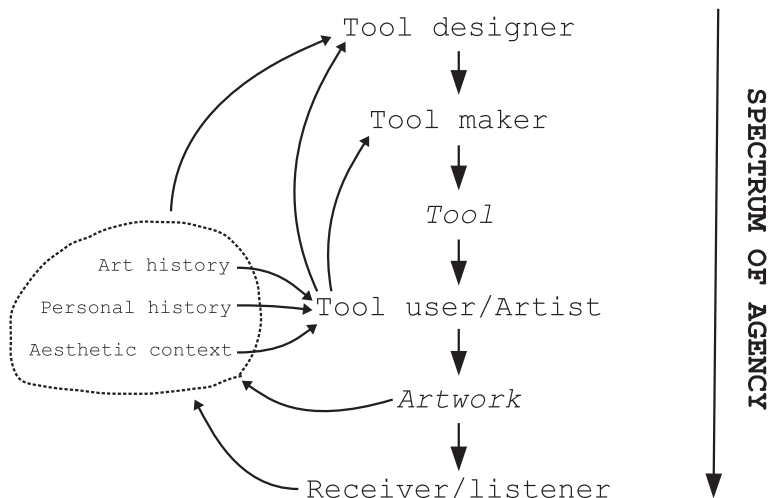 Tool designer
Tool maker
Tool
Art history
Personal history
Tool user/Artist
Aesthetic context
Artwork
Receiver/listener
SPECTRUM OF AGENCY